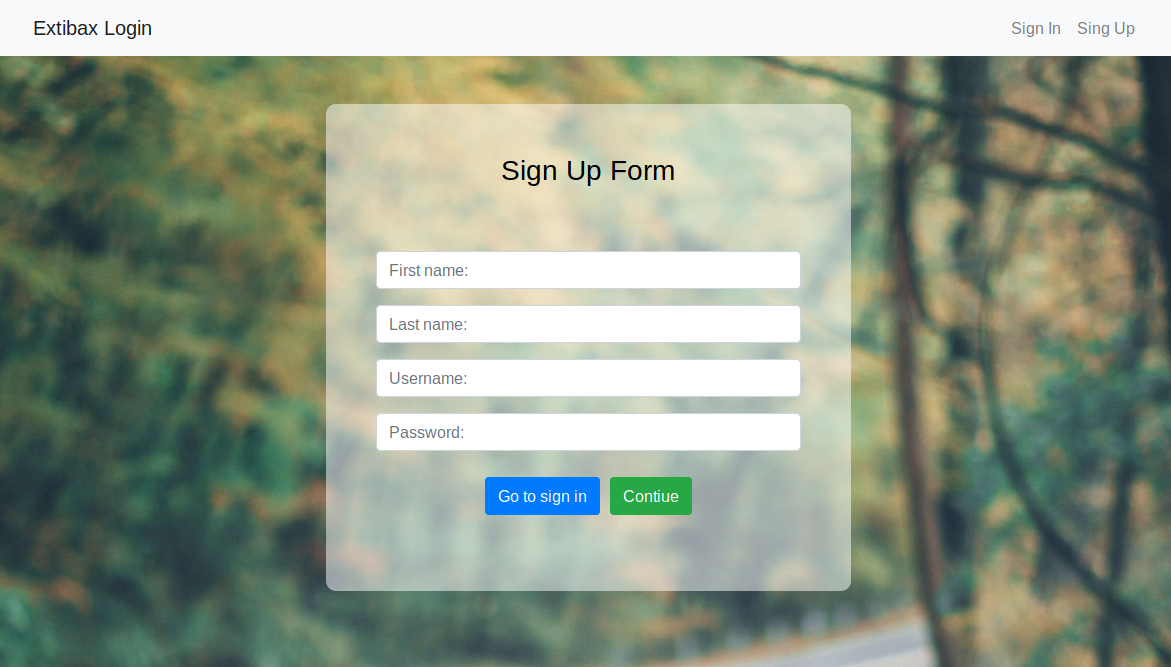 Extibax Login
Sign In Sing Up
Sign Up Form
First name:
Last name:
Username:
Password:
Go to sign in Contiue